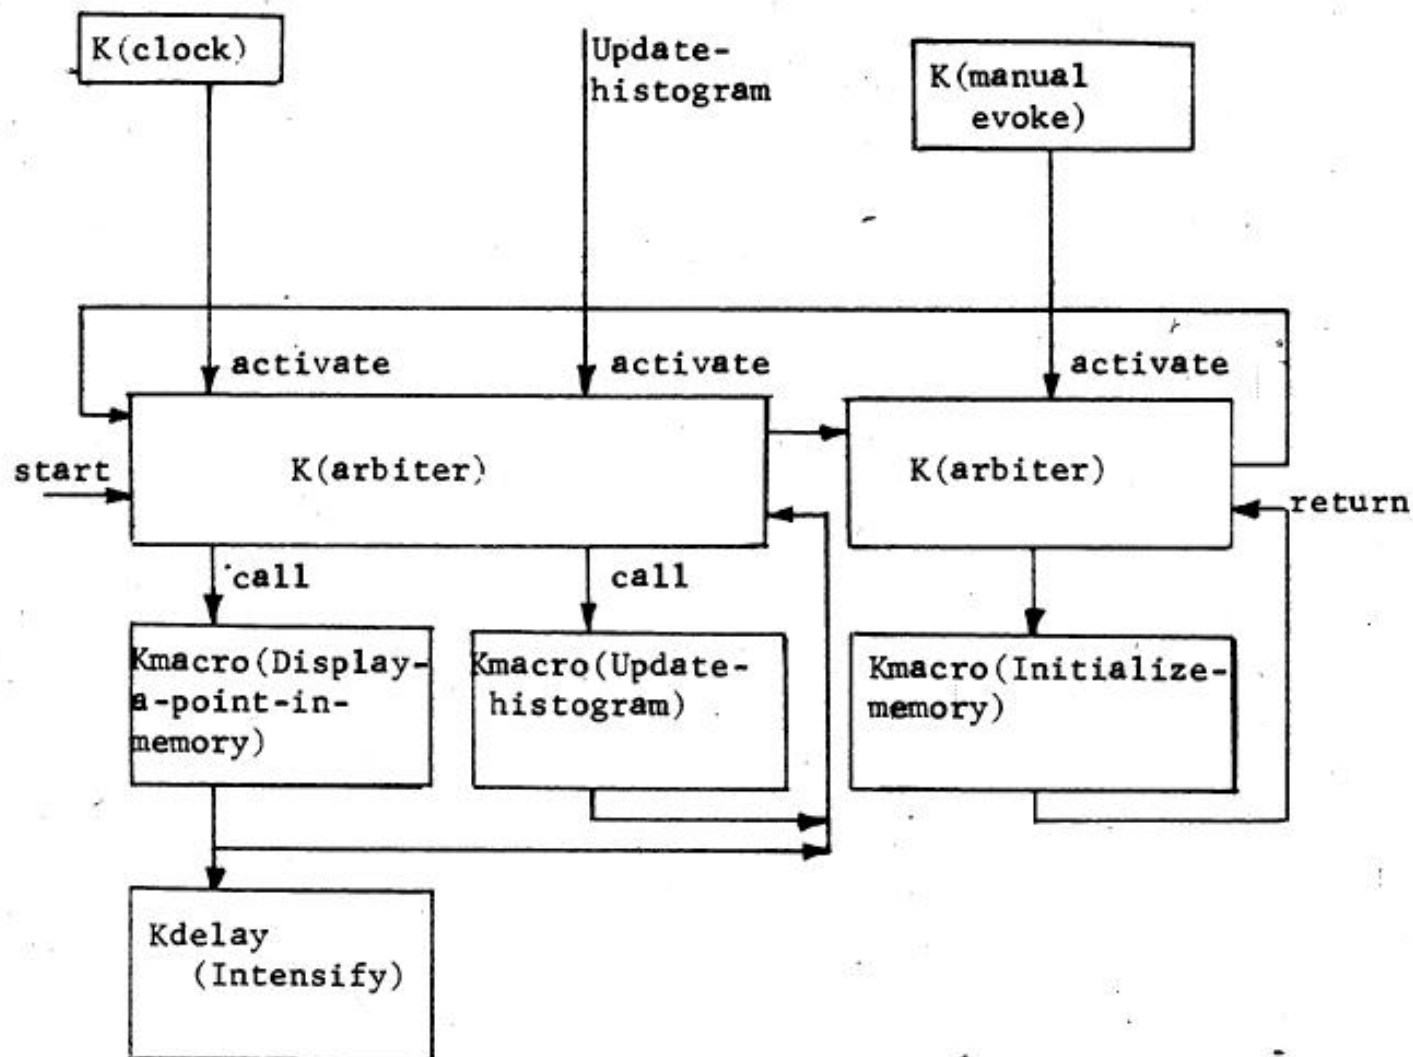 K(clock)
Update-
histogram
K(manual
evoke)
activate
activate
activate
start
K(arbiter)
K(arbiter)
return
call
call
Kmacro(Display-
a-point-in-
memory)
Kmacro(Update-
histogram)
Kmacro(Initialize-
memory)
Kdelay
(Intensify)